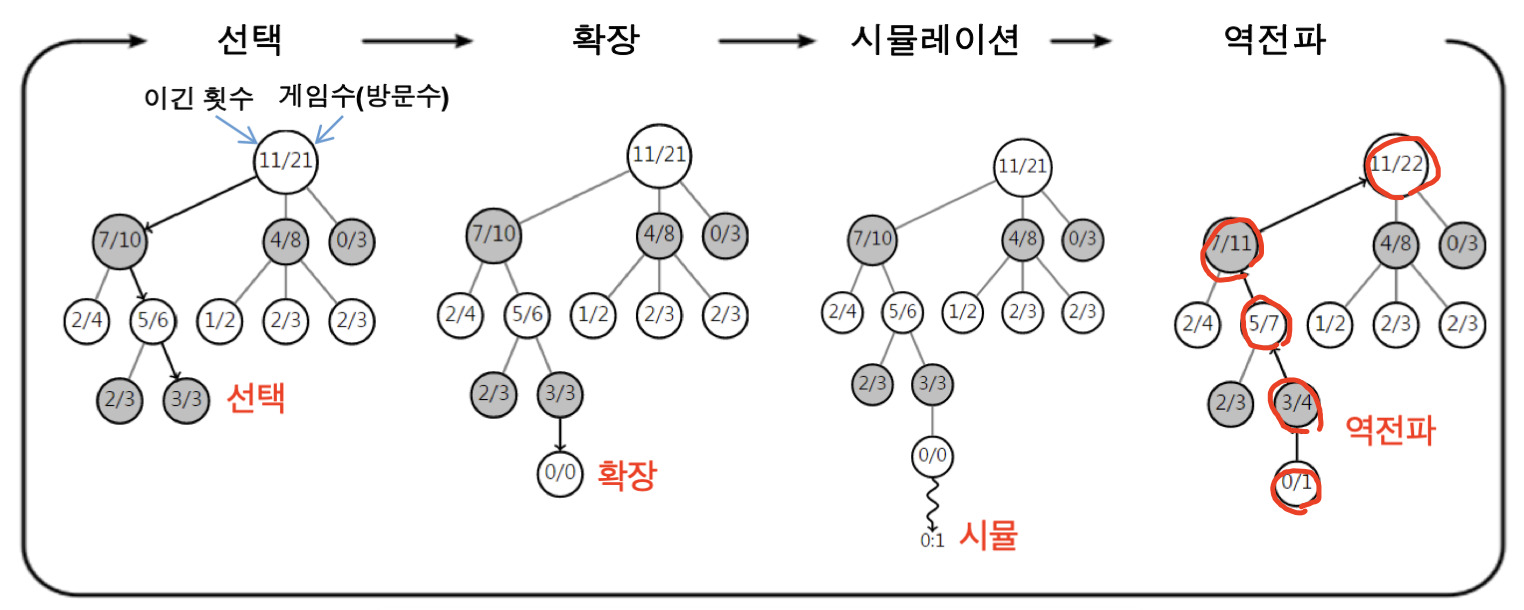 선택 확장 시뮬레이션 역전파
이긴 횟수 게임수(방문수)
11/21
7/10 4/8 0/3
2/4 5/6 1/2 2/3 2/3
2/3 3/3 선택
11/21
7/10 4/8 0/3
2/4 5/6 1/2 2/3 2/3
2/3 3/3
0/0 확장
11/21
7/10 4/8 0/3
2/4 5/6 1/2 2/3 2/3
2/3 3/3
0/0
0:1 시뮬
11/22
7/11 4/8 0/3
2/4 5/7 1/2 2/3 2/3
2/3 3/4 역전파
0/1